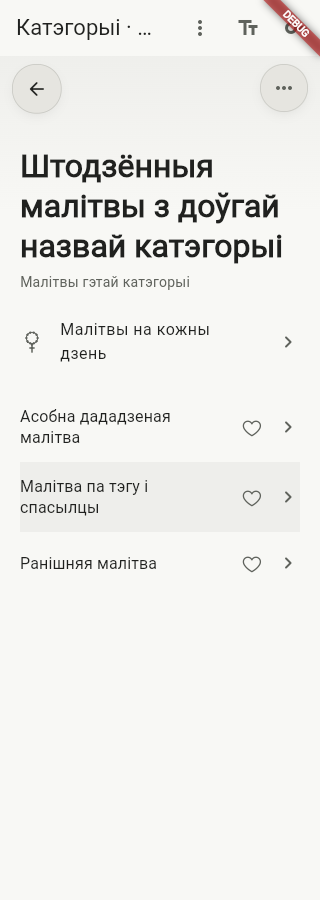 Катэгорыі · ...
DEBUG
Штодзённыя
малітвы з доўгай
назвай катэгорыі
Малітвы гэтай катэгорыі
Малітвы на кожны
дзень
Асобна дададзеная
малітва
Малітва па тэгу і
спасылцы
Ранішняя малітва